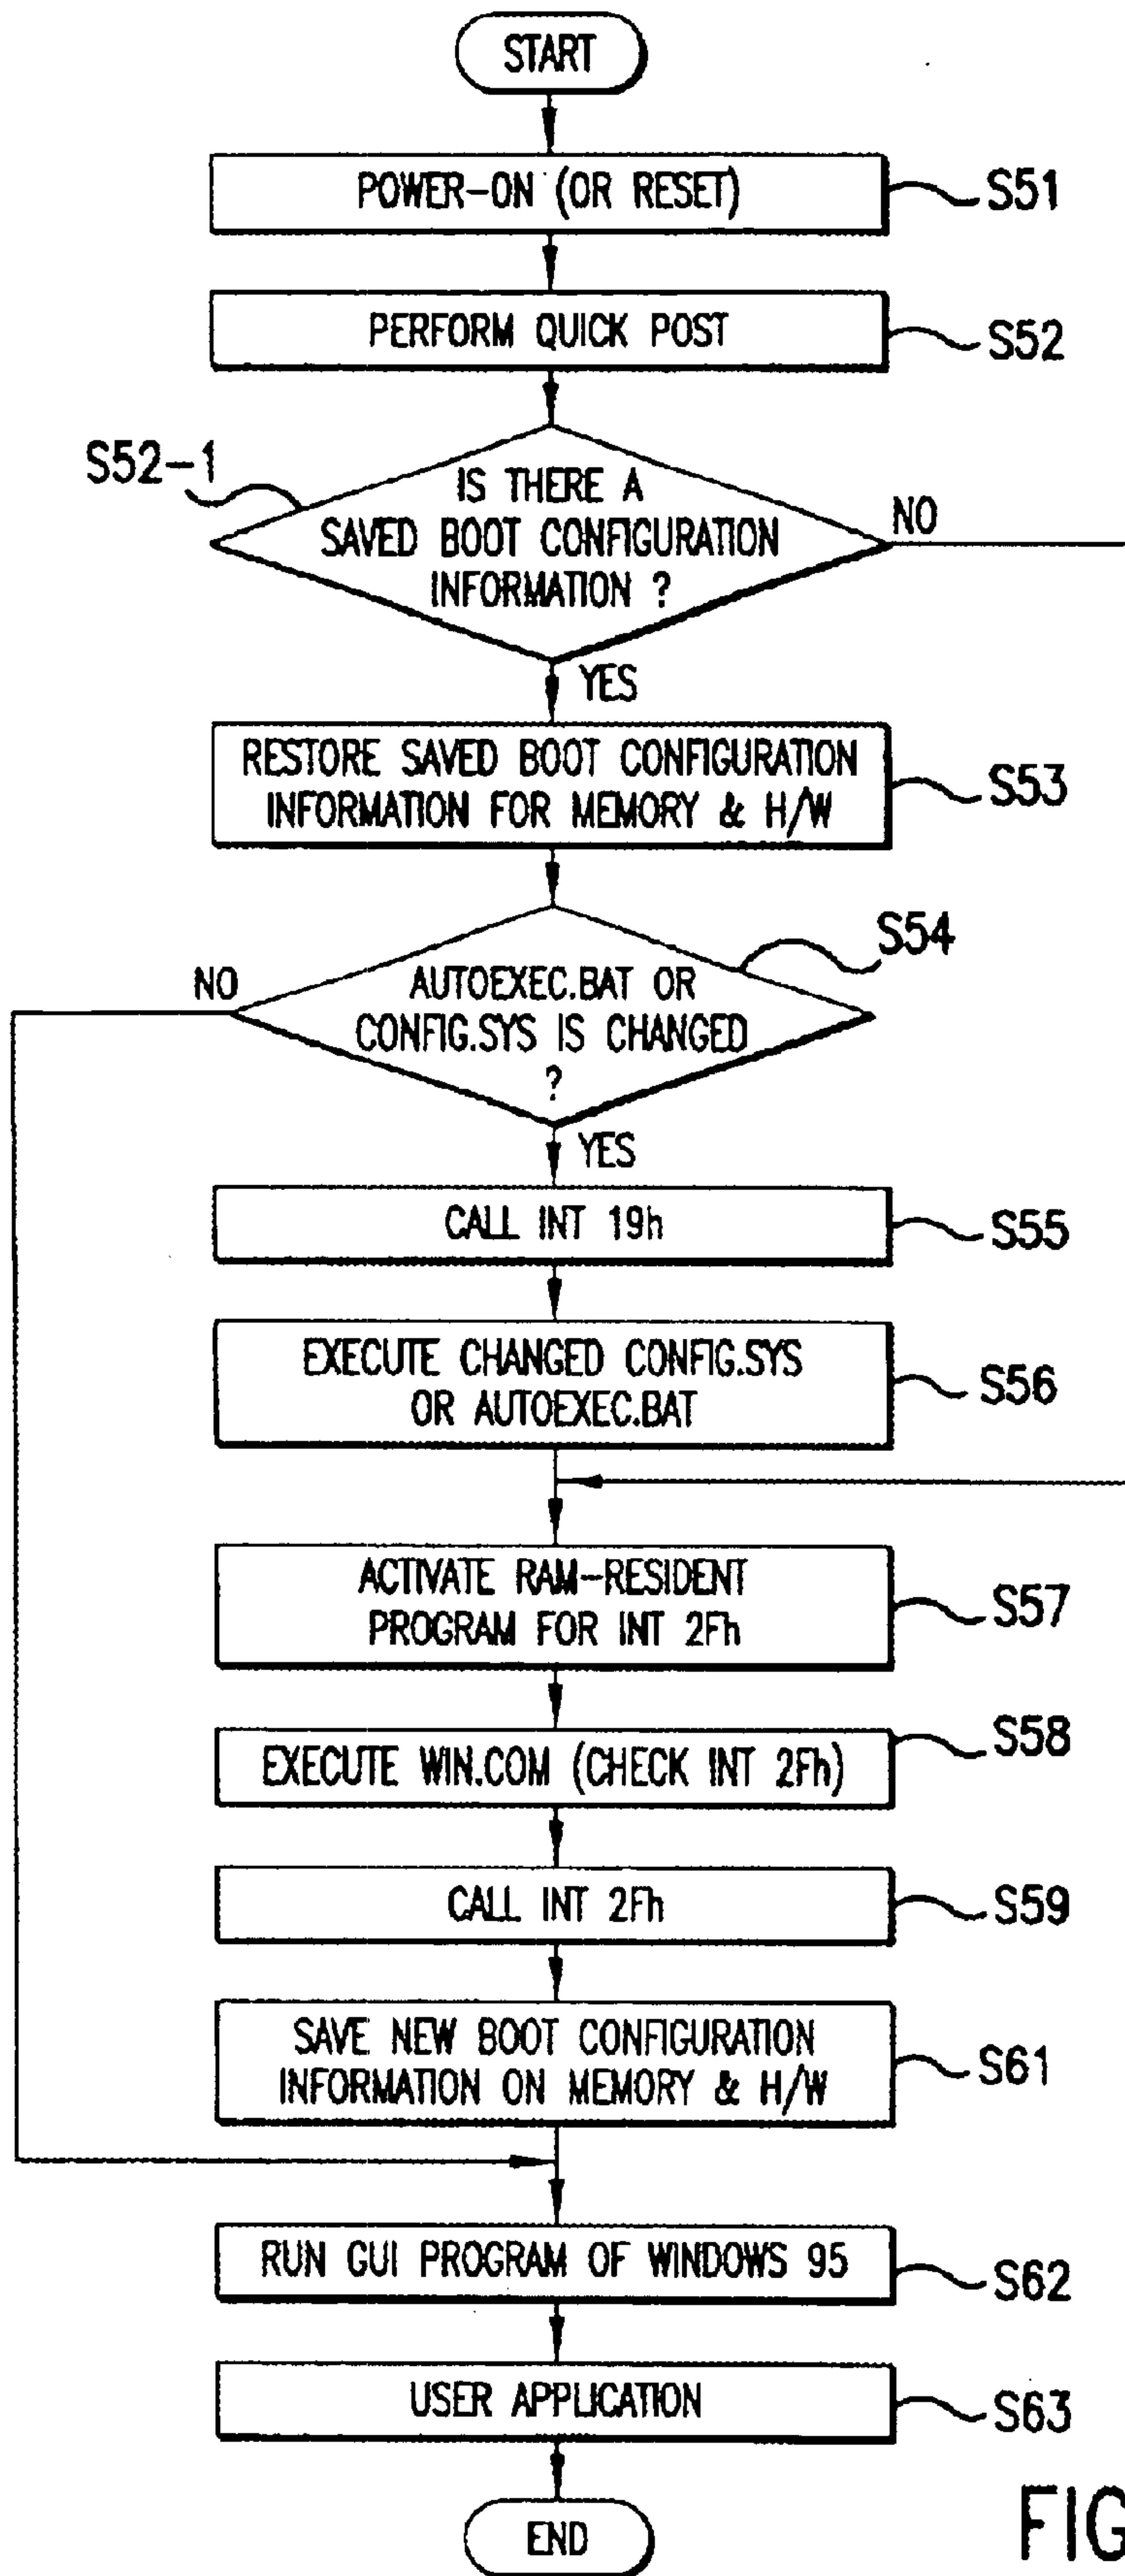 START
POWER-ON (OR RESET)
S51
PERFORM QUICK POST
S52
S52-1
IS THERE A
SAVED BOOT CONFIGURATION
INFORMATION ?
NO
YES
RESTORE SAVED BOOT CONFIGURATION
INFORMATION FOR MEMORY & H/W
S53
S54
NO
AUTOEXEC.BAT OR
CONFIG.SYS IS CHANGED
?
YES
CALL INT 19h
S55
EXECUTE CHANGED CONFIG.SYS
OR AUTOEXEC.BAT
S56
ACTIVATE RAM-RESIDENT
PROGRAM FOR INT 2Fh
S57
EXECUTE WIN.COM (CHECK INT 2Fh)
S58
CALL INT 2Fh
S59
SAVE NEW BOOT CONFIGURATION
INFORMATION ON MEMORY & H/W
S61
RUN GUI PROGRAM OF WINDOWS 95
S62
USER APPLICATION
S63
END
FIG